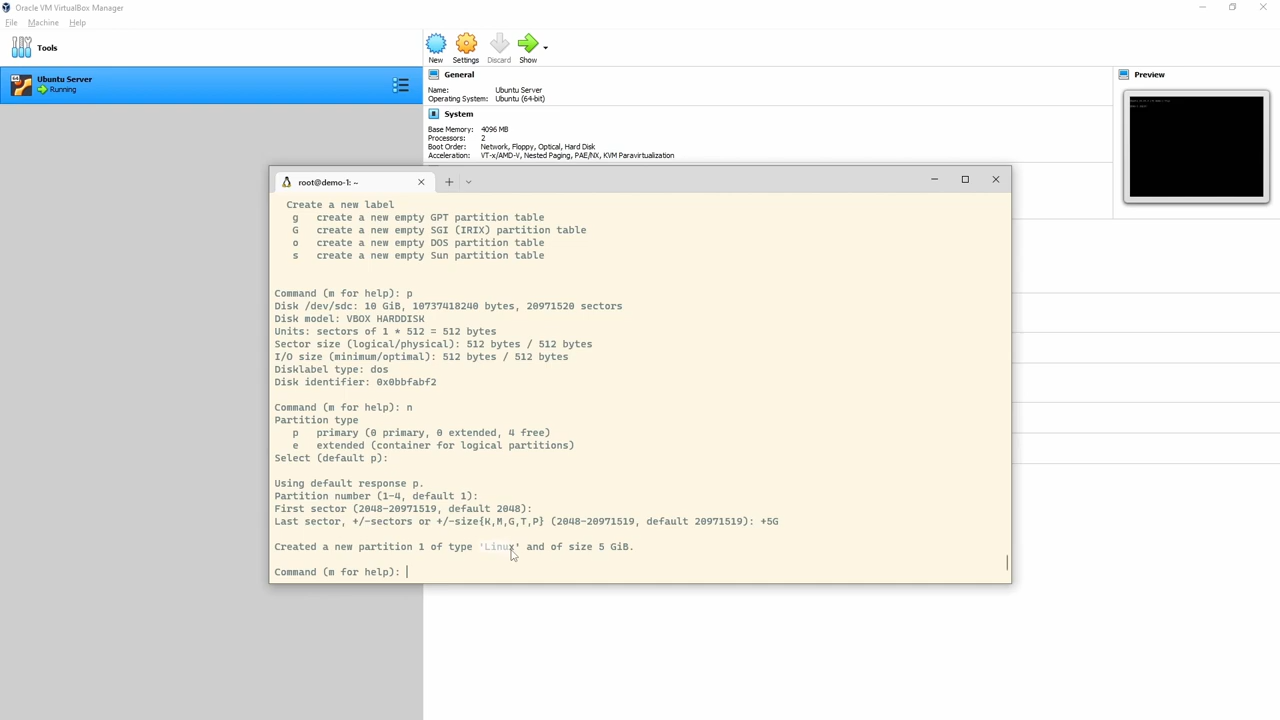 Oracle VM VirtualBox Manager
File Machine Help
Tools
Ubuntu Server
Running
New Settings Discard Show
General
Name: Ubuntu Server
Operating System: Ubuntu (64-bit)
System
Base Memory: 4096 MB
Processors: 2
Boot Order: Network, Floppy, Optical, Hard Disk
Acceleration: VT-x/AMD-V, Nested Paging, PAE/NX, KVM Paravirtualization
Preview
root@demo-1: ~
Create a new label
g create a new empty GPT partition table
G create a new empty SGI (IRIX) partition table
o create a new empty DOS partition table
s create a new empty Sun partition table
Command (m for help): p
Disk /dev/sdc: 10 GiB, 10737418240 bytes, 20971520 sectors
Disk model: VBOX HARDDISK
Units: sectors of 1 * 512 = 512 bytes
Sector size (logical/physical): 512 bytes / 512 bytes
I/O size (minimum/optimal): 512 bytes / 512 bytes
Disklabel type: dos
Disk identifier: 0x0bbfabf2
Command (m for help): n
Partition type
p primary (0 primary, 0 extended, 4 free)
e extended (container for logical partitions)
Select (default p):
Using default response p.
Partition number (1-4, default 1):
First sector (2048-20971519, default 2048):
Last sector, +/-sectors or +/-size{K,M,G,T,P} (2048-20971519, default 20971519): +5G
Created a new partition 1 of type 'Linux' and of size 5 GiB.
Command (m for help):